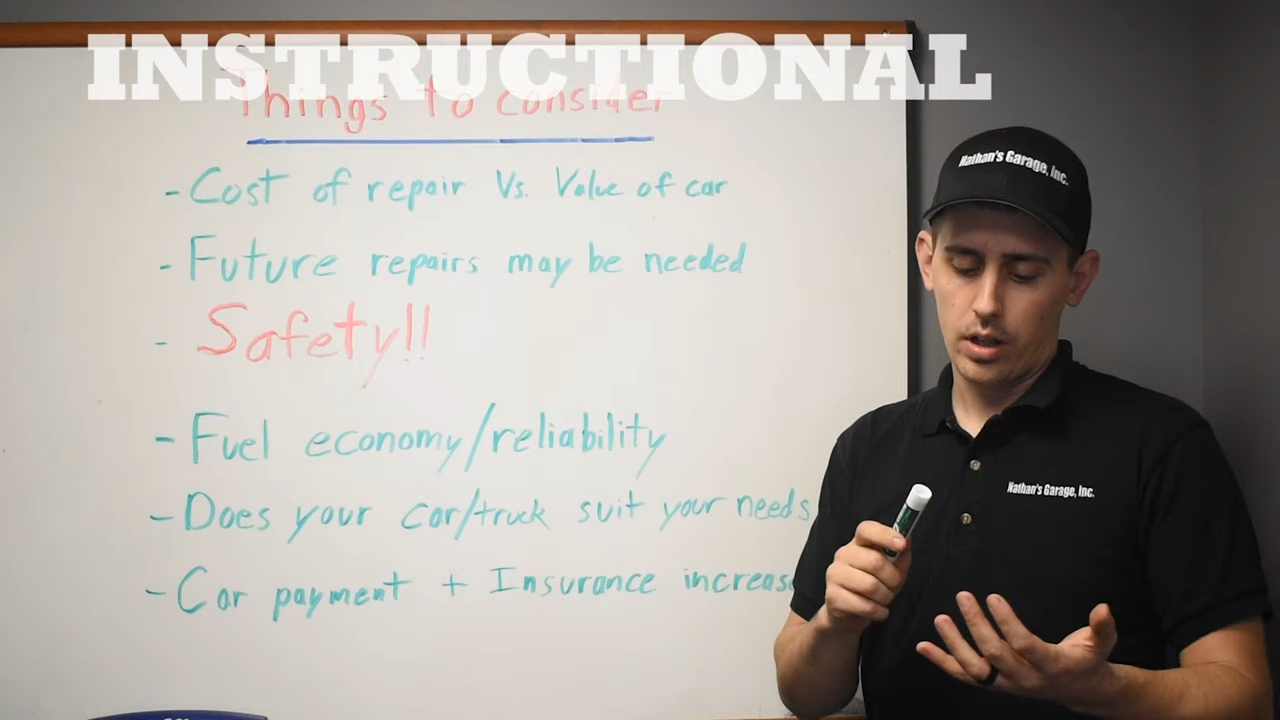 INSTRUCTIONAL
Things to consider
- Cost of repair Vs. Value of car
- Future repairs may be needed
- Safety!!
- Fuel economy/reliability
- Does your car/truck suit your needs
- Car payment + Insurance increas
Nathan's Garage, Inc.
Nathan's Garage, Inc.